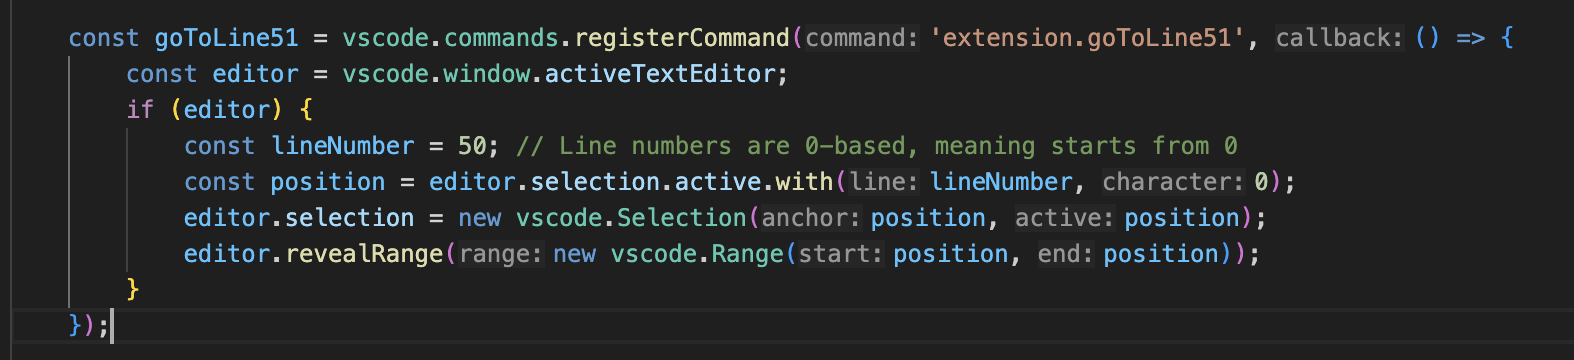 const goToLine51 = vscode.commands.registerCommand(command: 'extension.goToLine51', callback: () => {
const editor = vscode.window.activeTextEditor;
if (editor) {
const lineNumber = 50; // Line numbers are 0-based, meaning starts from 0
const position = editor.selection.active.with(line: lineNumber, character: 0);
editor.selection = new vscode.Selection(anchor: position, active: position);
editor.revealRange(range: new vscode.Range(start: position, end: position));
}
});